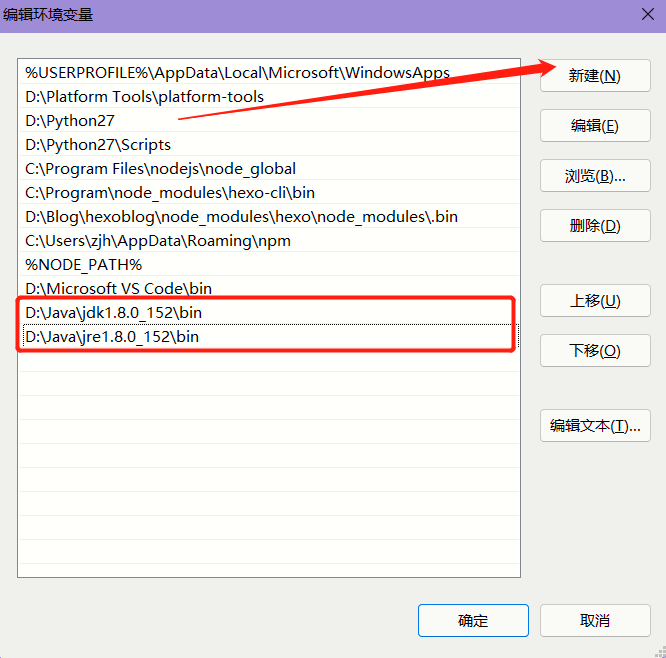 编辑环境变量
%USERPROFILE%\AppData\Local\Microsoft\WindowsApps
D:\Platform Tools\platform-tools
D:\Python27
D:\Python27\Scripts
C:\Program Files\nodejs\node_global
C:\Program\node_modules\hexo-cli\bin
D:\Blog\hexoblog\node_modules\hexo\node_modules\.bin
C:\Users\zjh\AppData\Roaming\npm
%NODE_PATH%
D:\Microsoft VS Code\bin
D:\Java\jdk1.8.0_152\bin
D:\Java\jre1.8.0_152\bin
新建(N)
编辑(E)
浏览(B)...
删除(D)
上移(U)
下移(O)
编辑文本(T)...
确定
取消